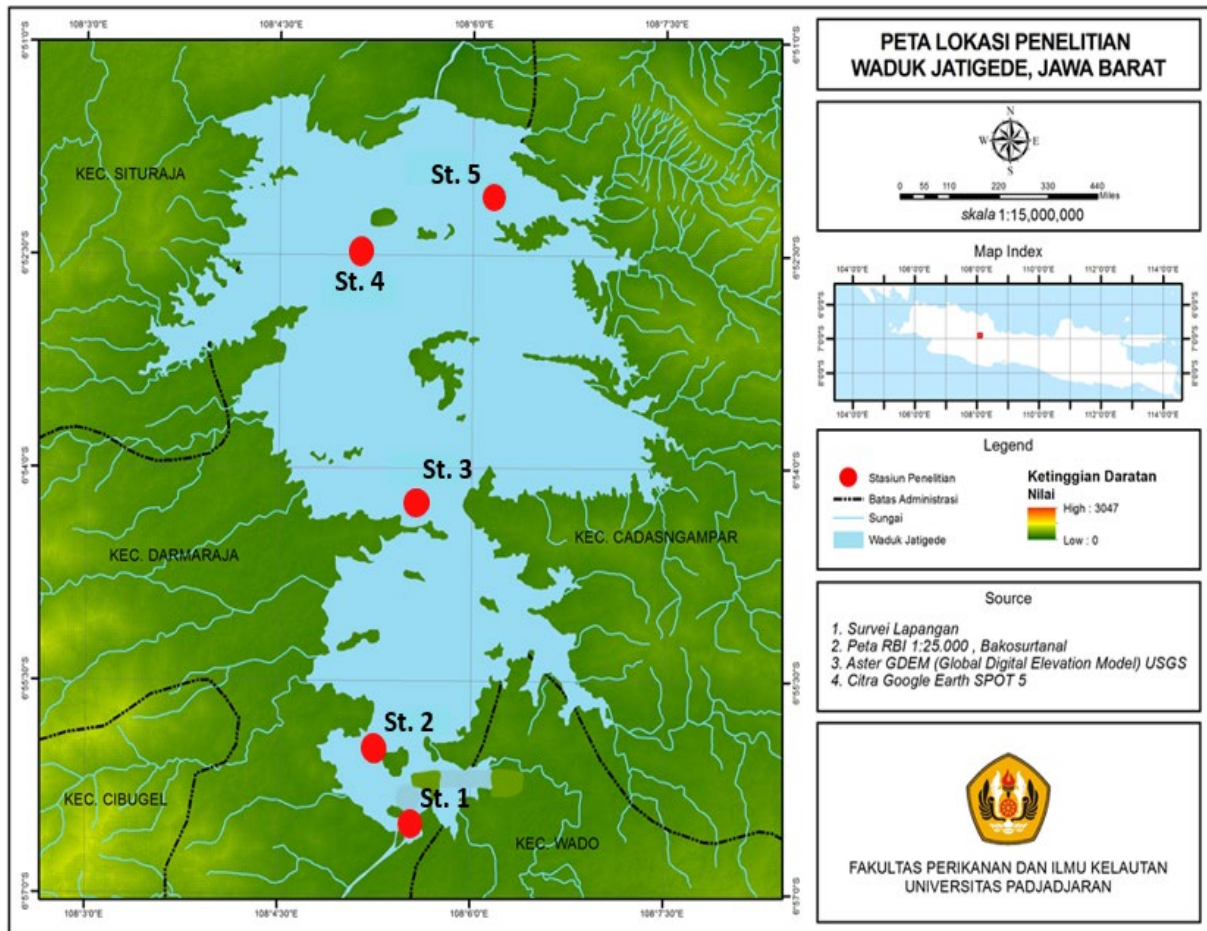 108°3'0"E 108°4'30"E 108°6'0"E 108°7'30"E
6°51'0"S
6°52'30"S
6°54'0"S
6°55'30"S
6°57'0"S
KEC. SITURAJA
St. 5
St. 4
St. 3
KEC. DARMARAJA
KEC. CADASNGAMPAR
St. 2
KEC. CIBUGEL
St. 1
KEC. WADO
6°51'0"S
6°52'30"S
6°54'0"S
6°55'30"S
6°57'0"S
108°3'0"E 108°4'30"E 108°6'0"E 108°7'30"E
PETA LOKASI PENELITIAN
WADUK JATIGEDE, JAWA BARAT
N
W E
S
0 55 110 220 330 440
Miles
skala 1:15,000,000
Map Index
104°0'0"E 106°0'0"E 108°0'0"E 110°0'0"E 112°0'0"E 114°0'0"E
6°0'0"S 6°0'0"S
7°0'0"S 7°0'0"S
8°0'0"S 8°0'0"S
104°0'0"E 106°0'0"E 108°0'0"E 110°0'0"E 112°0'0"E 114°0'0"E
Legend
Stasiun Penelitian
Batas Administrasi
Sungai
Waduk Jatigede
Ketinggian Daratan
Nilai
High : 3047
Low : 0
Source
1. Survei Lapangan
2. Peta RBI 1:25.000 , Bakosurtanal
3. Aster GDEM (Global Digital Elevation Model) USGS
4. Citra Google Earth SPOT 5
FAKULTAS PERIKANAN DAN ILMU KELAUTAN
UNIVERSITAS PADJADJARAN